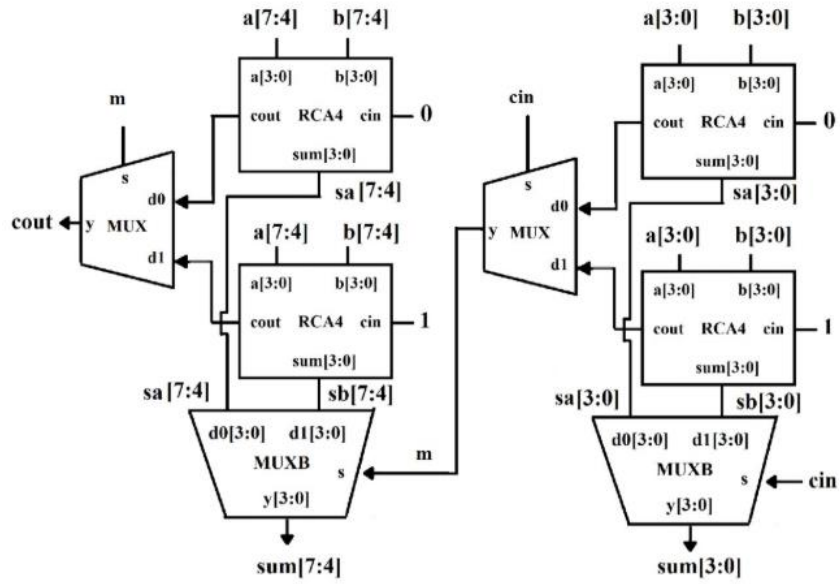 a[7:4] b[7:4]
a[3:0] b[3:0]
cout RCA4 cin 0
sum[3:0]
m
s
d0
cout y MUX
d1
sa[7:4]
a[7:4] b[7:4]
a[3:0] b[3:0]
cout RCA4 cin 1
sum[3:0]
sa[7:4] sb[7:4]
d0[3:0] d1[3:0]
MUXB s
y[3:0]
sum[7:4]
m
cin
s
d0
y MUX
d1
a[3:0] b[3:0]
a[3:0] b[3:0]
cout RCA4 cin 0
sum[3:0]
sa[3:0]
a[3:0] b[3:0]
a[3:0] b[3:0]
cout RCA4 cin 1
sum[3:0]
sa[3:0] sb[3:0]
d0[3:0] d1[3:0]
MUXB s cin
y[3:0]
sum[3:0]